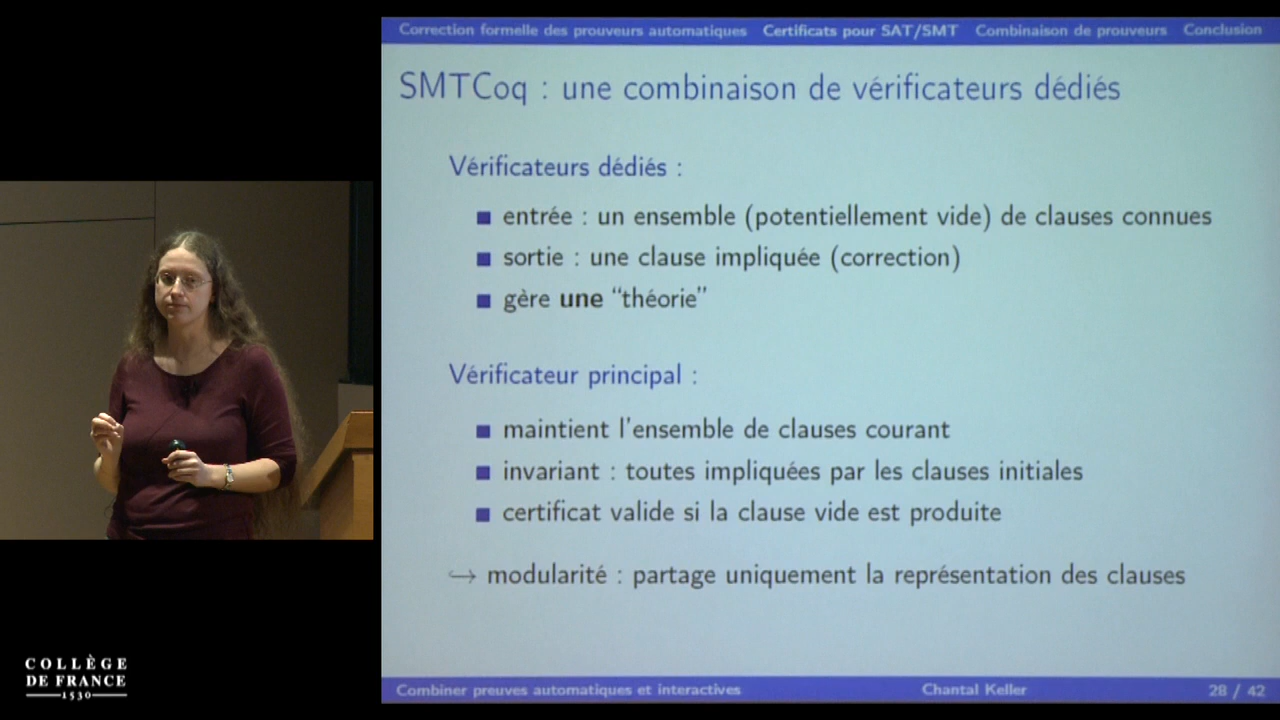 Correction formelle des prouveurs automatiques Certificats pour SAT/SMT Combinaison de prouveurs Conclusion
SMTCoq : une combinaison de vérificateurs dédiés
Vérificateurs dédiés :
entrée : un ensemble (potentiellement vide) de clauses connues
sortie : une clause impliquée (correction)
gère une “théorie”
Vérificateur principal :
maintient l'ensemble de clauses courant
invariant : toutes impliquées par les clauses initiales
certificat valide si la clause vide est produite
↪ modularité : partage uniquement la représentation des clauses
Combiner preuves automatiques et interactives Chantal Keller 28 / 42
COLLÈGE
DE FRANCE
1530